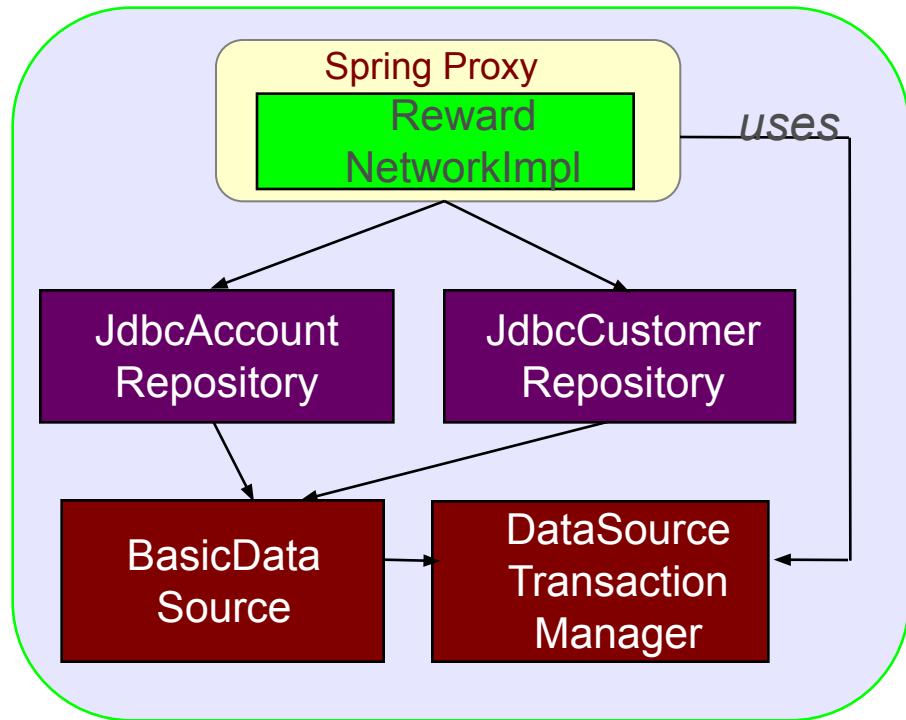 Spring Proxy
Reward
NetworkImpl
uses
JdbcAccount
Repository
JdbcCustomer
Repository
BasicData
Source
DataSource
Transaction
Manager